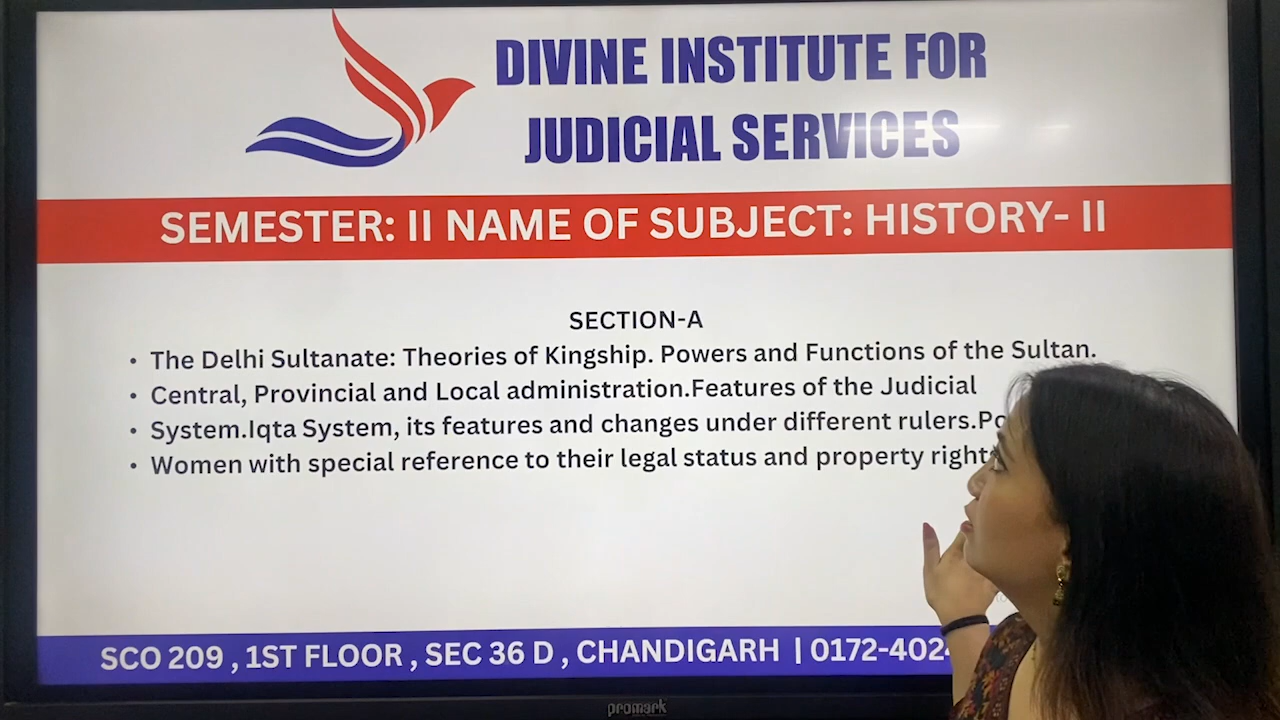 DIVINE INSTITUTE FOR
JUDICIAL SERVICES
SEMESTER: II NAME OF SUBJECT: HISTORY- II
SECTION-A
• The Delhi Sultanate: Theories of Kingship. Powers and Functions of the Sultan.
• Central, Provincial and Local administration.Features of the Judicial
• System.Iqta System, its features and changes under different rulers.
• Women with special reference to their legal status and property
SCO 209 , 1ST FLOOR , SEC 36 D , CHANDIGARH | 0172-402
promark